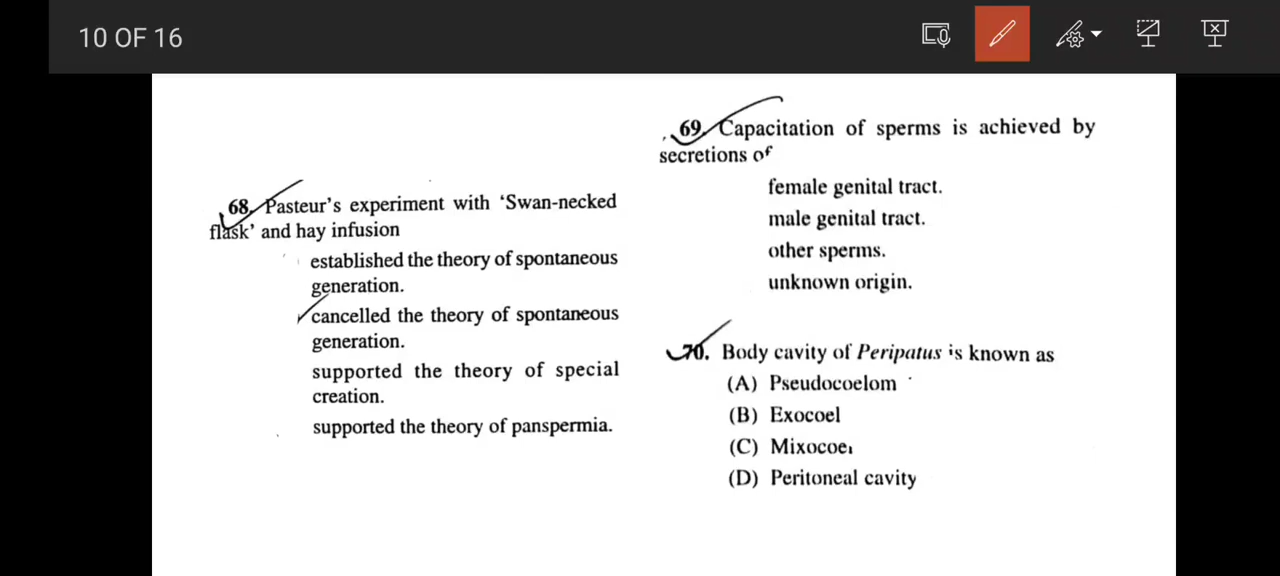 10 OF 16
68. Pasteur's experiment with 'Swan-necked
flask' and hay infusion
established the theory of spontaneous
generation.
cancelled the theory of spontaneous
generation.
supported the theory of special
creation.
supported the theory of panspermia.
69. Capacitation of sperms is achieved by
secretions of
female genital tract.
male genital tract.
other sperms.
unknown origin.
70. Body cavity of Peripatus is known as
(A) Pseudocoelom
(B) Exocoel
(C) Mixocoel
(D) Peritoneal cavity